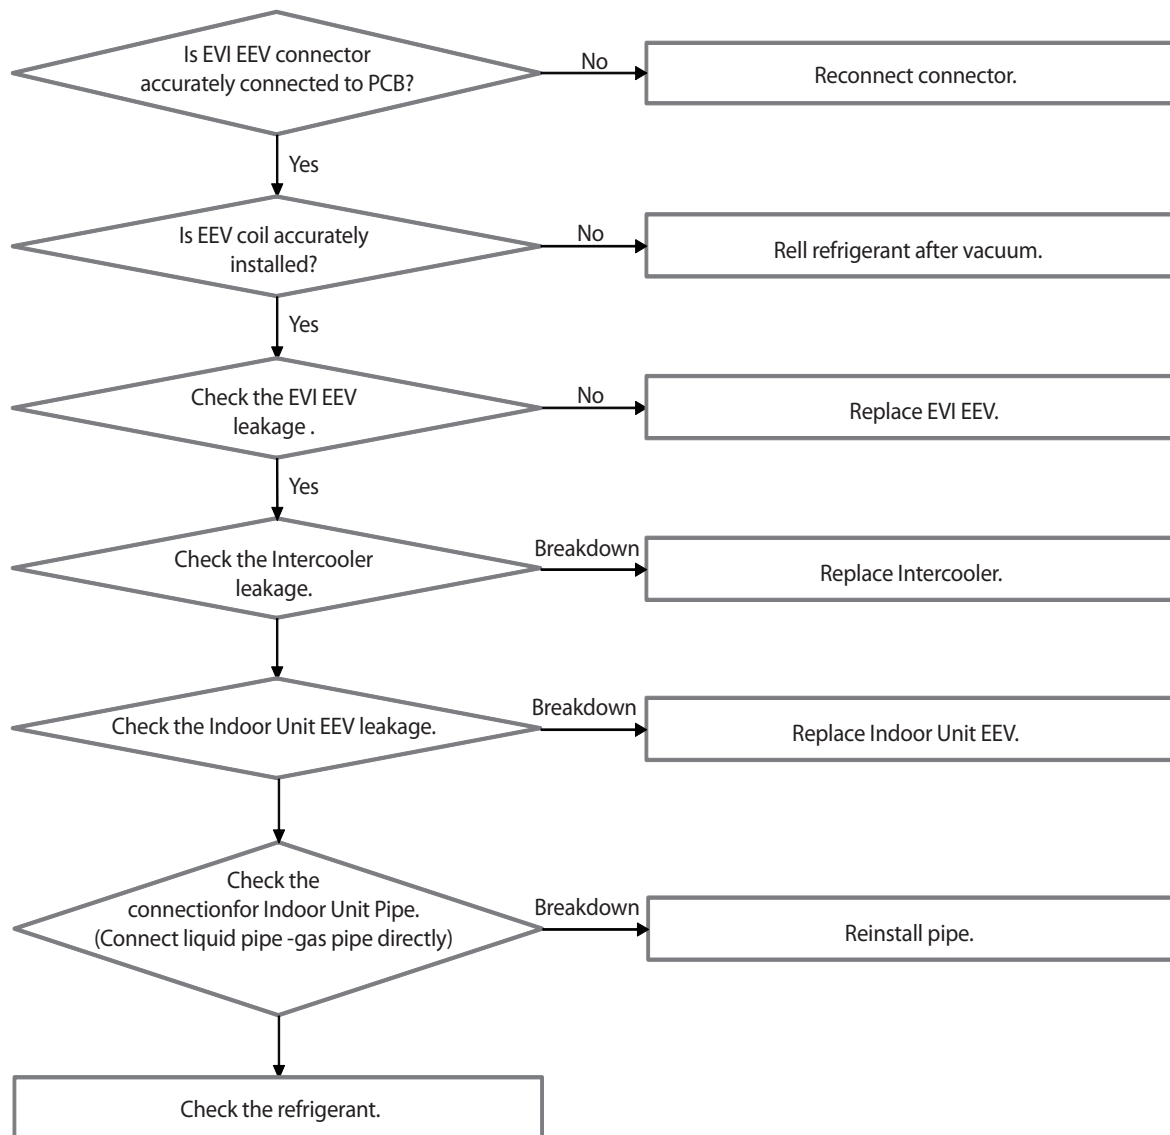 Is EVI EEV connector
accurately connected to PCB?
No
Reconnect connector.
Yes
Is EEV coil accurately
installed?
No
Rell refrigerant after vacuum.
Yes
Check the EVI EEV
leakage .
No
Replace EVI EEV.
Yes
Check the Intercooler
leakage.
Breakdown
Replace Intercooler.
Check the Indoor Unit EEV leakage.
Breakdown
Replace Indoor Unit EEV.
Check the
connectionfor Indoor Unit Pipe.
(Connect liquid pipe -gas pipe directly)
Breakdown
Reinstall pipe.
Check the refrigerant.